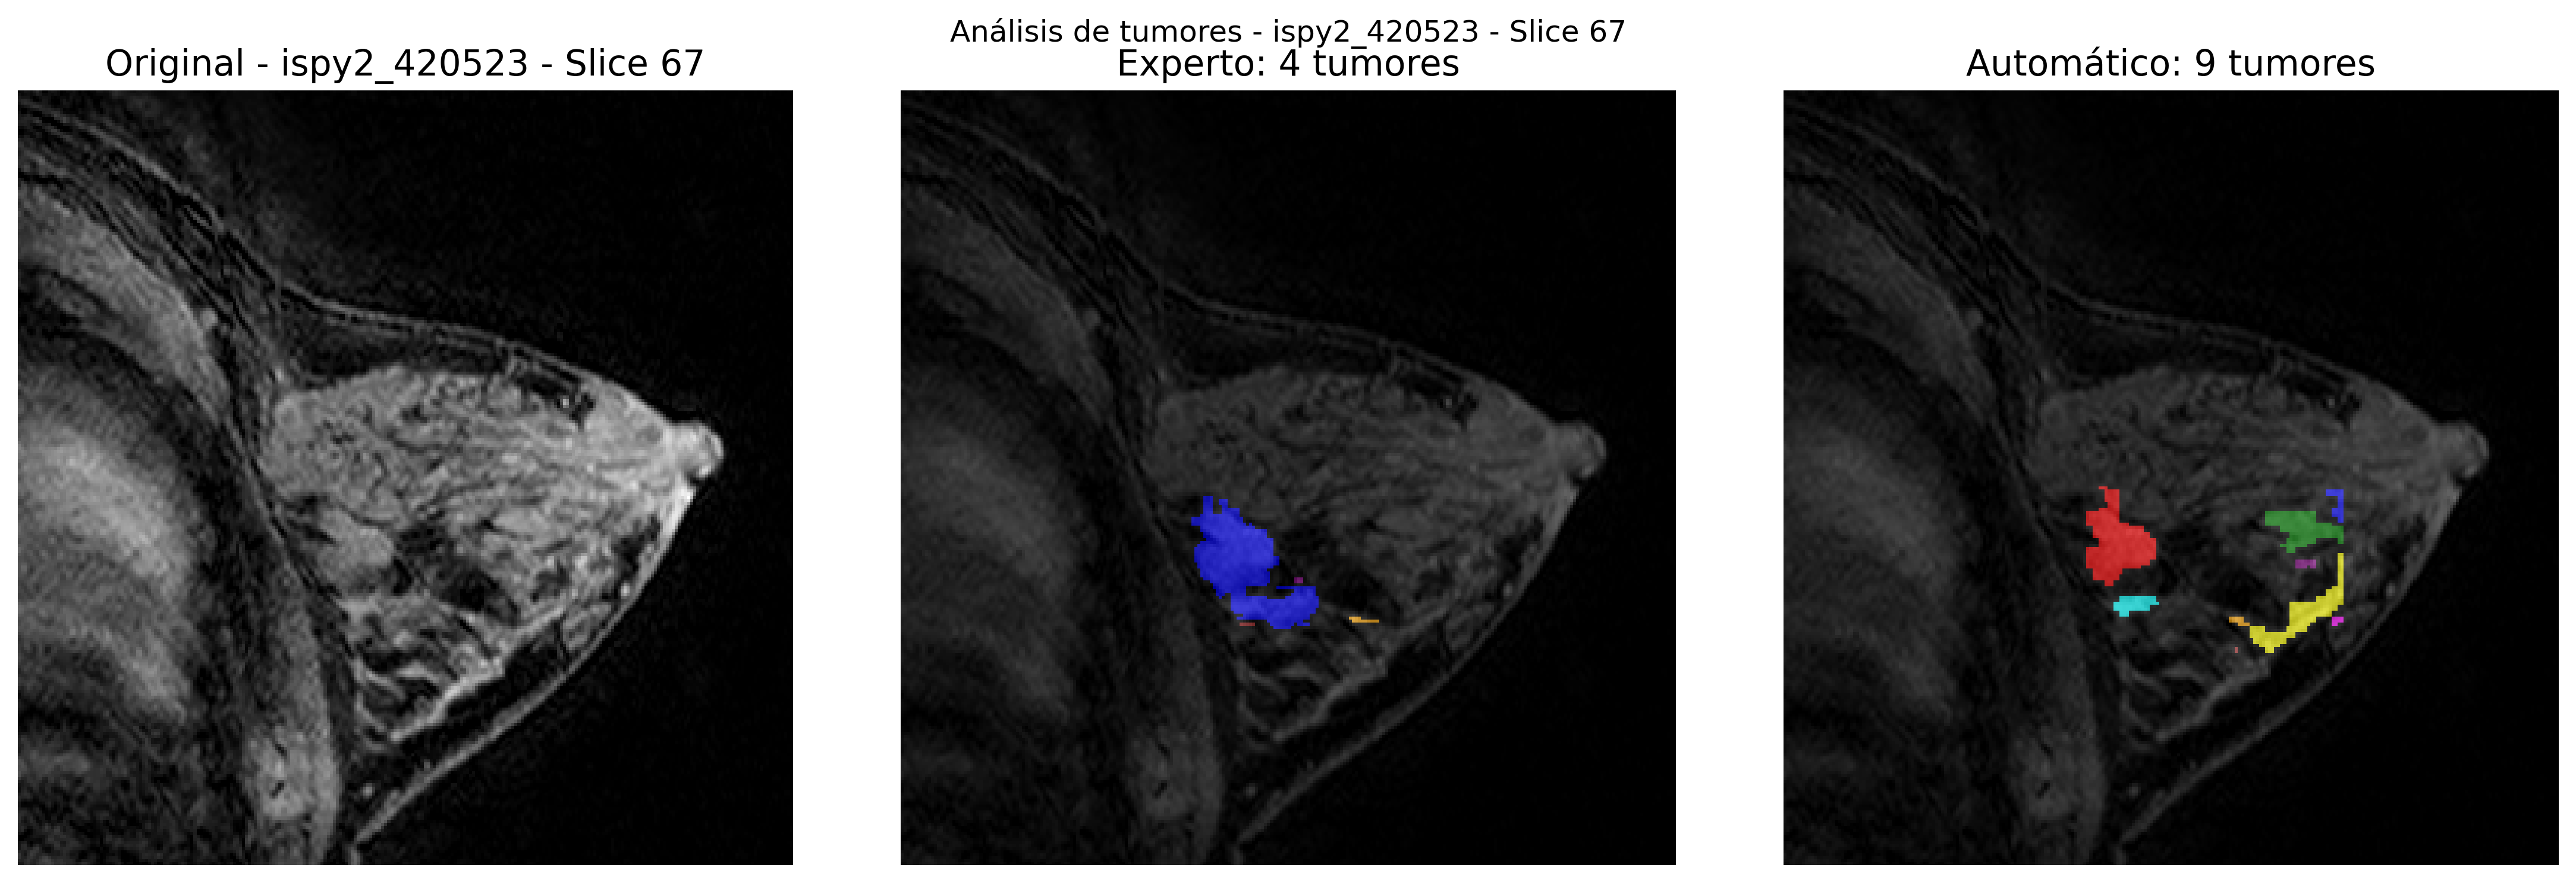 Análisis de tumores - ispy2_420523 - Slice 67
Original - ispy2_420523 - Slice 67
Experto: 4 tumores
Automático: 9 tumores